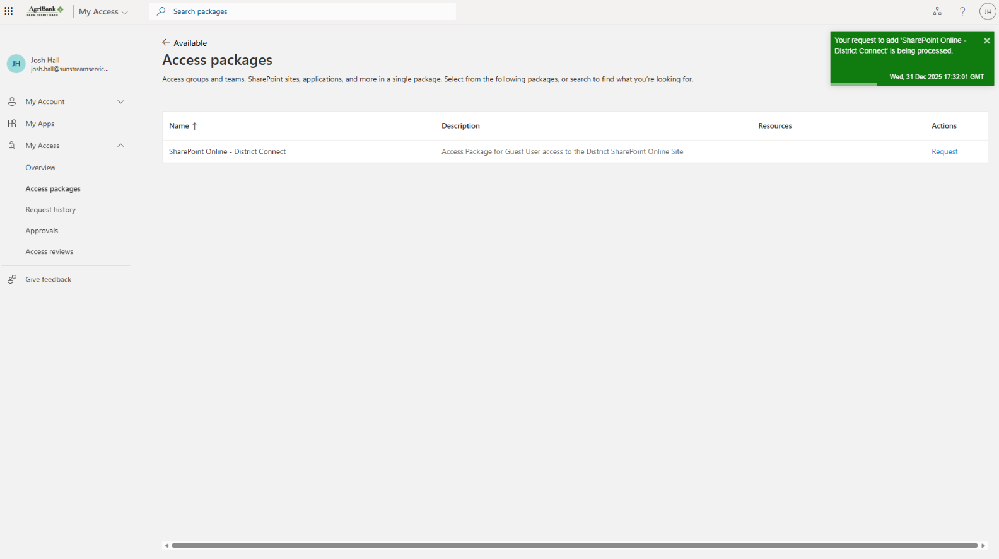 AgriBank
FARM CREDIT BANK
My Access
Search packages
JH
Available
Access packages
Access groups and teams, SharePoint sites, applications, and more in a single package. Select from the following packages, or search to find what you’re looking for.
Your request to add 'SharePoint Online -
District Connect' is being processed.
Wed, 31 Dec 2025 17:32:01 GMT
JH
Josh Hall
josh.hall@sunstreamservic...
My Account
My Apps
My Access
Overview
Access packages
Request history
Approvals
Access reviews
Give feedback
Name Description Resources Actions
SharePoint Online - District Connect Access Package for Guest User access to the District SharePoint Online Site Request